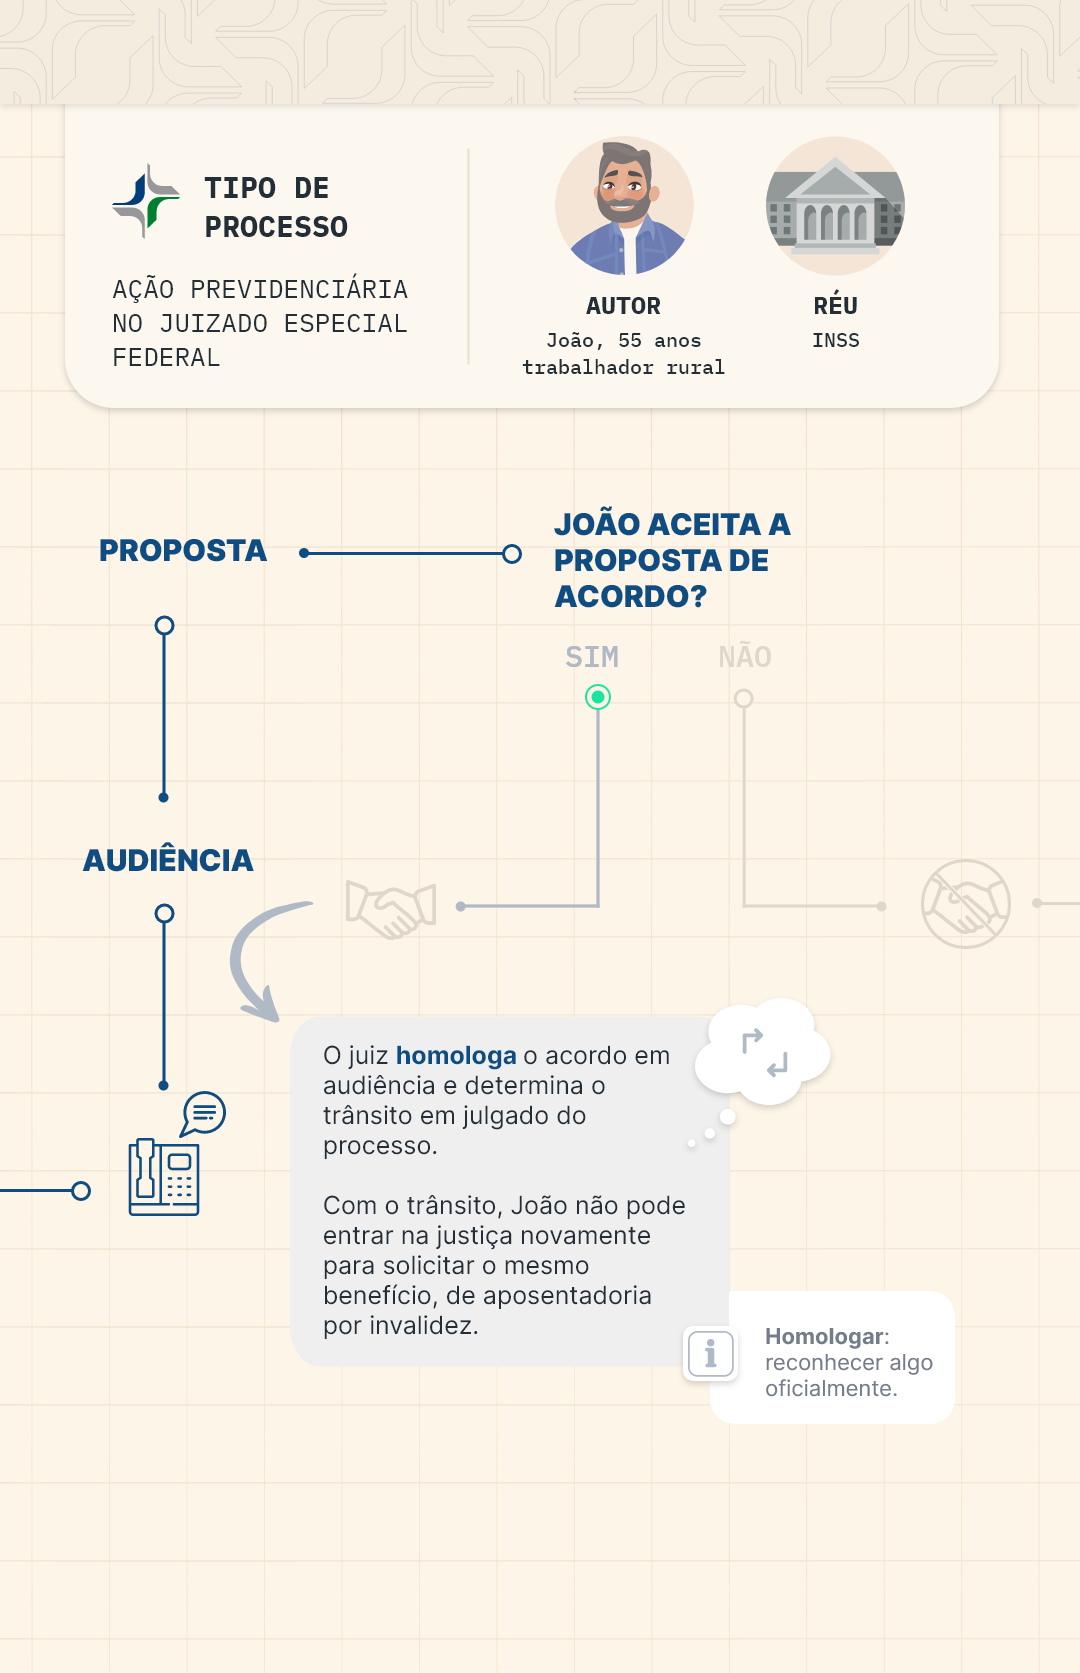 TIPO DE
PROCESSO
AÇÃO PREVIDENCIÁRIA
NO JUIZADO ESPECIAL
FEDERAL
AUTOR
João, 55 anos
trabalhador rural
RÉU
INSS
PROPOSTA
JOÃO ACEITA A
PROPOSTA DE
ACORDO?
SIM
NÃO
AUDIÊNCIA
O juiz homologa o acordo em
audiência e determina o
trânsito em julgado do
processo.
Com o trânsito, João não pode
entrar na justiça novamente
para solicitar o mesmo
benefício, de aposentadoria
por invalidez.
i
Homologar:
reconhecer algo
oficialmente.